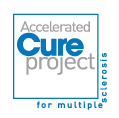 Accelerated
Cure
project
for multiple
sclerosis